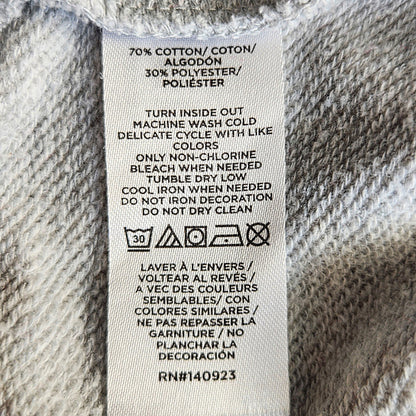 70% COTTON/ COTON/
ALGODÓN
30% POLYESTER/
POLYÉSTER/
TURN INSIDE OUT
MACHINE WASH COLD
DELICATE CYCLE WITH LIKE
COLORS
ONLY NON-CHLORINE
BLEACH WHEN NEEDED
TUMBLE DRY LOW
COOL IRON WHEN NEEDED
DO NOT IRON DECORATION
DO NOT DRY CLEAN
30
LAVER À L'ENVERS/
VOLTEAR AL REVÉS /
A VEC DES COULEURS
SEMBLABLES/ CON
COLORES SIMILARES /
NE PAS REPASSER LA
GARNITURE / NO
PLANCHAR LA
DECORACIÓN
RN#140923